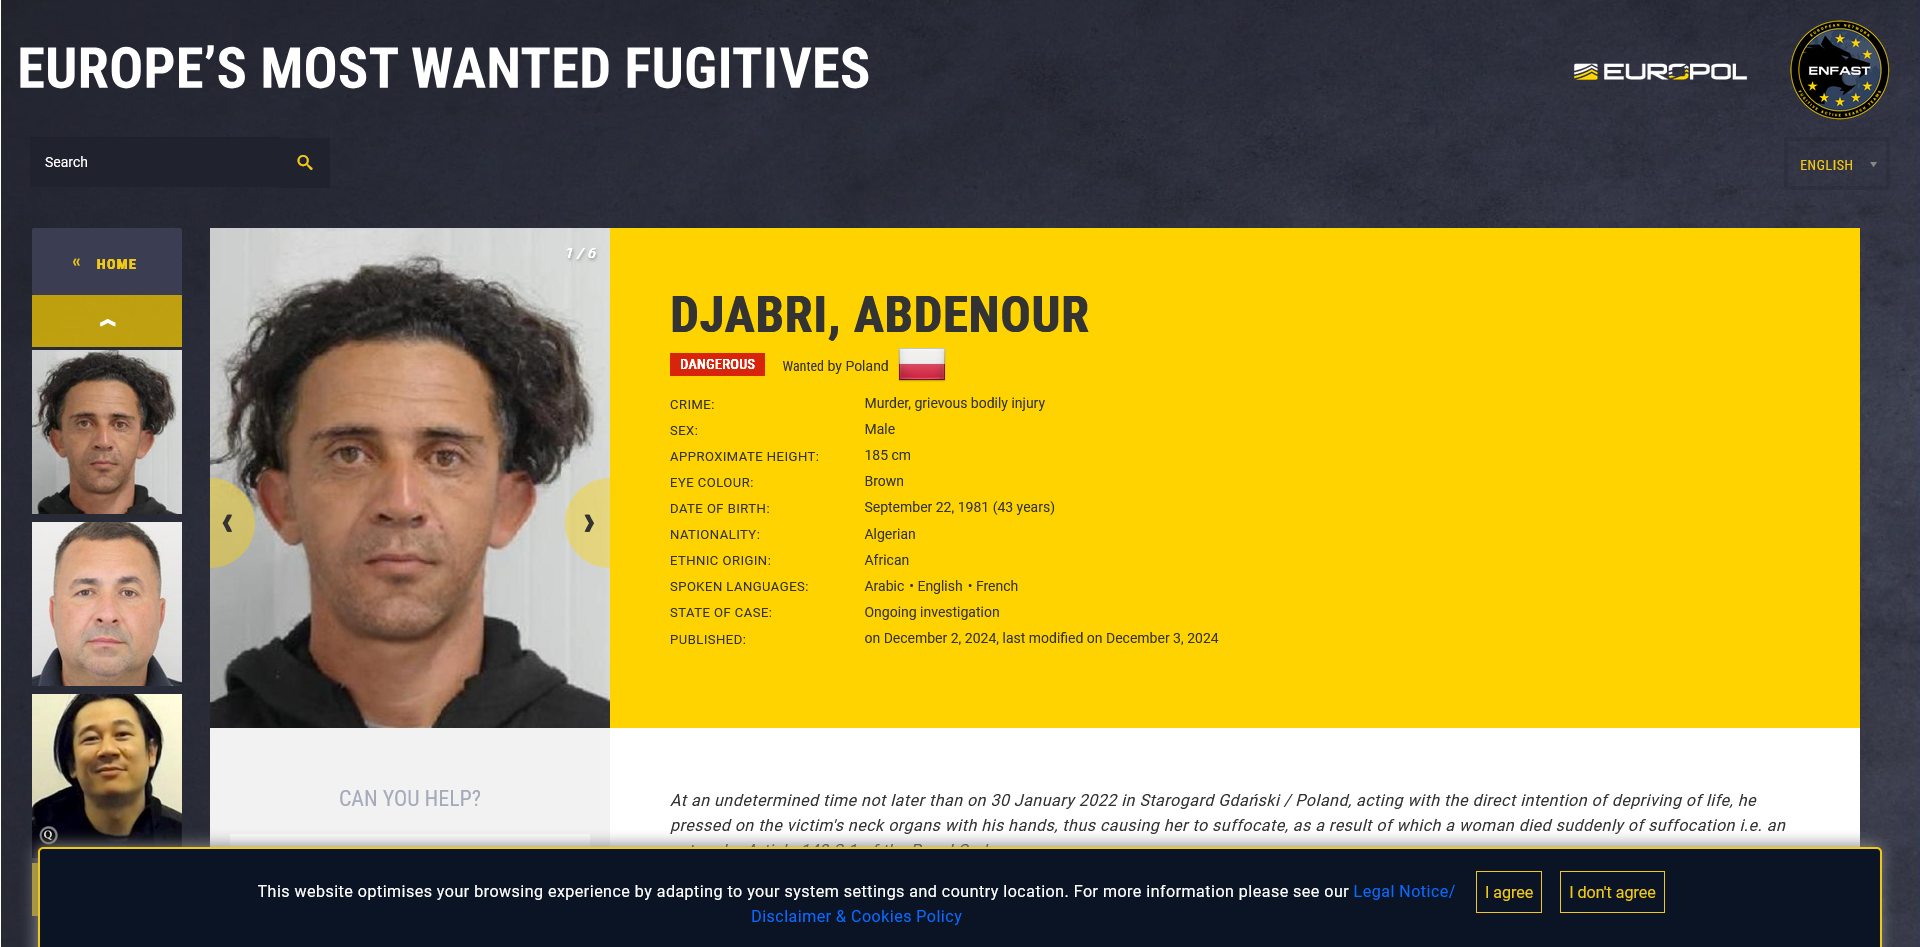 EUROPE’S MOST WANTED FUGITIVES
EUROPOL
ENFAST
Search
ENGLISH
« HOME
1 / 6
DJABRI, ABDENOUR
DANGEROUS Wanted by Poland
CRIME: Murder, grievous bodily injury
SEX: Male
APPROXIMATE HEIGHT: 185 cm
EYE COLOUR: Brown
DATE OF BIRTH: September 22, 1981 (43 years)
NATIONALITY: Algerian
ETHNIC ORIGIN: African
SPOKEN LANGUAGES: Arabic • English • French
STATE OF CASE: Ongoing investigation
PUBLISHED: on December 2, 2024, last modified on December 3, 2024
CAN YOU HELP?
At an undetermined time not later than on 30 January 2022 in Starogard Gdański / Poland, acting with the direct intention of depriving of life, he
pressed on the victim's neck organs with his hands, thus causing her to suffocate, as a result of which a woman died suddenly of suffocation i.e. an
This website optimises your browsing experience by adapting to your system settings and country location. For more information please see our Legal Notice/
Disclaimer & Cookies Policy
I agree
I don't agree